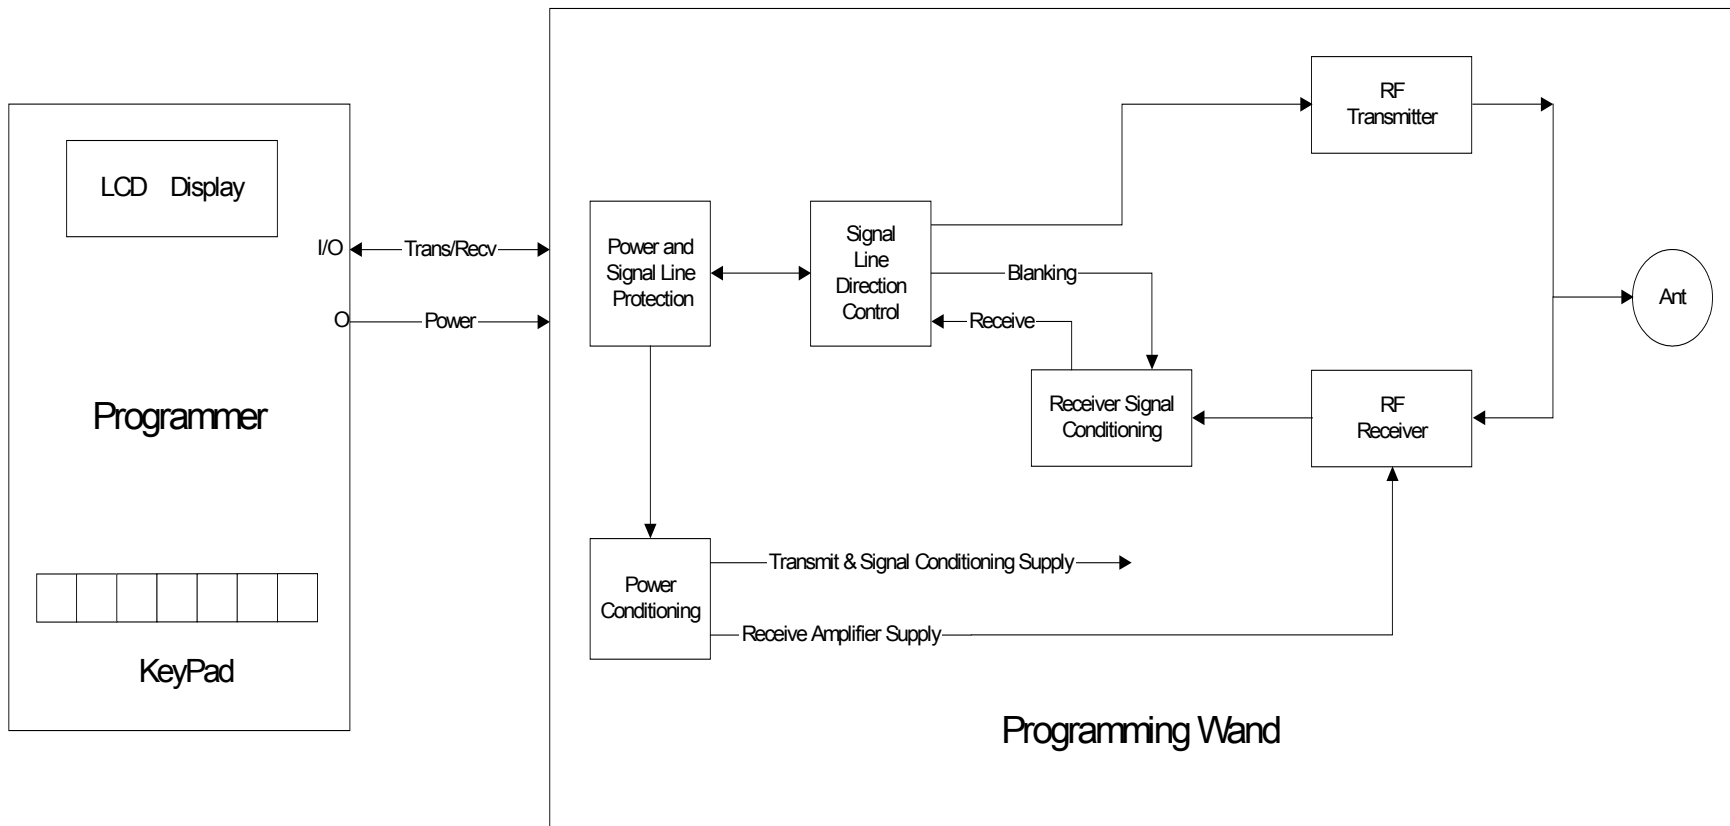 RF
Transmitter
LCD Display
I/O
Trans/Recv
O
Power
Power and
Signal Line
Protection
Signal
Line
Direction
Control
Blanking
Receive
Ant
Programmer
Receiver Signal
Conditioning
RF
Receiver
Power
Conditioning
Transmit & Signal Conditioning Supply
Receive Amplifier Supply
KeyPad
Programming Wand